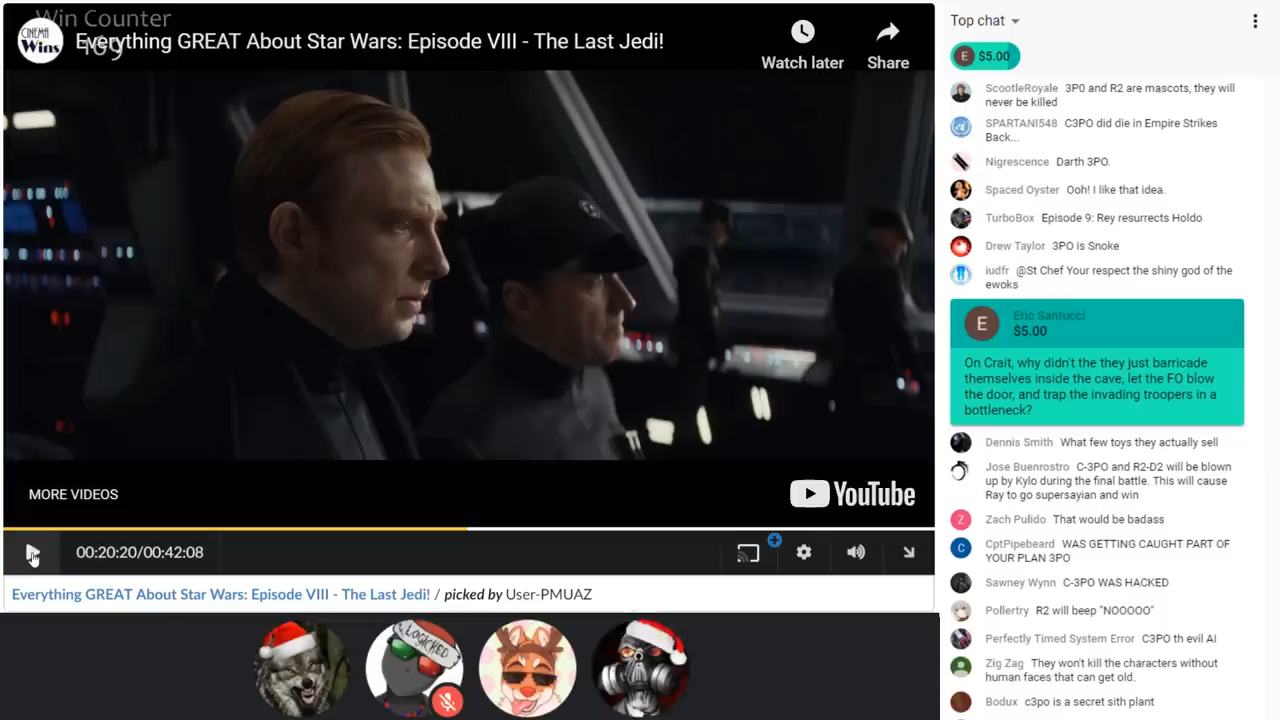 Win Counter
169
CINEMA
Wins
Everything GREAT About Star Wars: Episode VIII - The Last Jedi!
Watch later
Share
MORE VIDEOS
YouTube
00:20:20/00:42:08
Everything GREAT About Star Wars: Episode VIII - The Last Jedi! / picked by User-PMUAZ
LOGICKED
Top chat
E $5.00
ScootleRoyale 3P0 and R2 are mascots, they will
never be killed
SPARTANI548 C3PO did die in Empire Strikes
Back...
Nigrescence Darth 3PO.
Spaced Oyster Ooh! I like that idea.
TurboBox Episode 9: Rey resurrects Holdo
Drew Taylor 3PO is Snoke
iudfr @St Chef Your respect the shiny god of the
ewoks
E
Eric Santucci
$5.00
On Crait, why didn't the they just barricade
themselves inside the cave, let the FO blow
the door, and trap the invading troopers in a
bottleneck?
Dennis Smith What few toys they actually sell
Jose Buenrostro C-3PO and R2-D2 will be blown
up by Kylo during the final battle. This will cause
Ray to go supersayian and win
Z Zach Pulido That would be badass
C CptPipebeard WAS GETTING CAUGHT PART OF
YOUR PLAN 3PO
Sawney Wynn C-3PO WAS HACKED
Pollertry R2 will beep "NOOOOO"
Perfectly Timed System Error C3PO th evil AI
Zig Zag They won't kill the characters without
human faces that can get old.
Bodux c3po is a secret sith plant